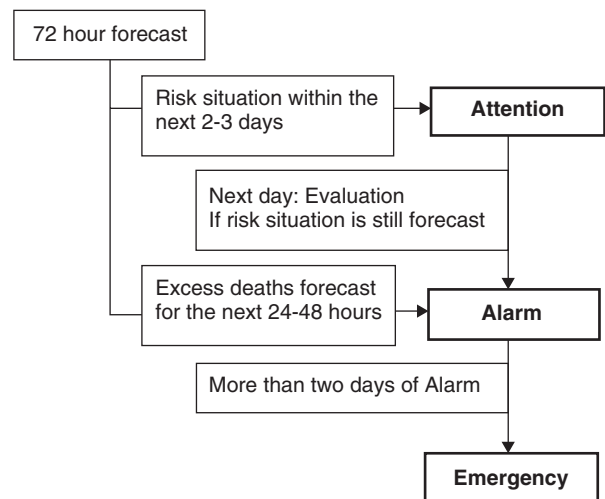 72 hour forecast
Risk situation within the
next 2-3 days
Attention
Next day: Evaluation
If risk situation is still forecast
Excess deaths forecast
for the next 24-48 hours
Alarm
More than two days of Alarm
Emergency